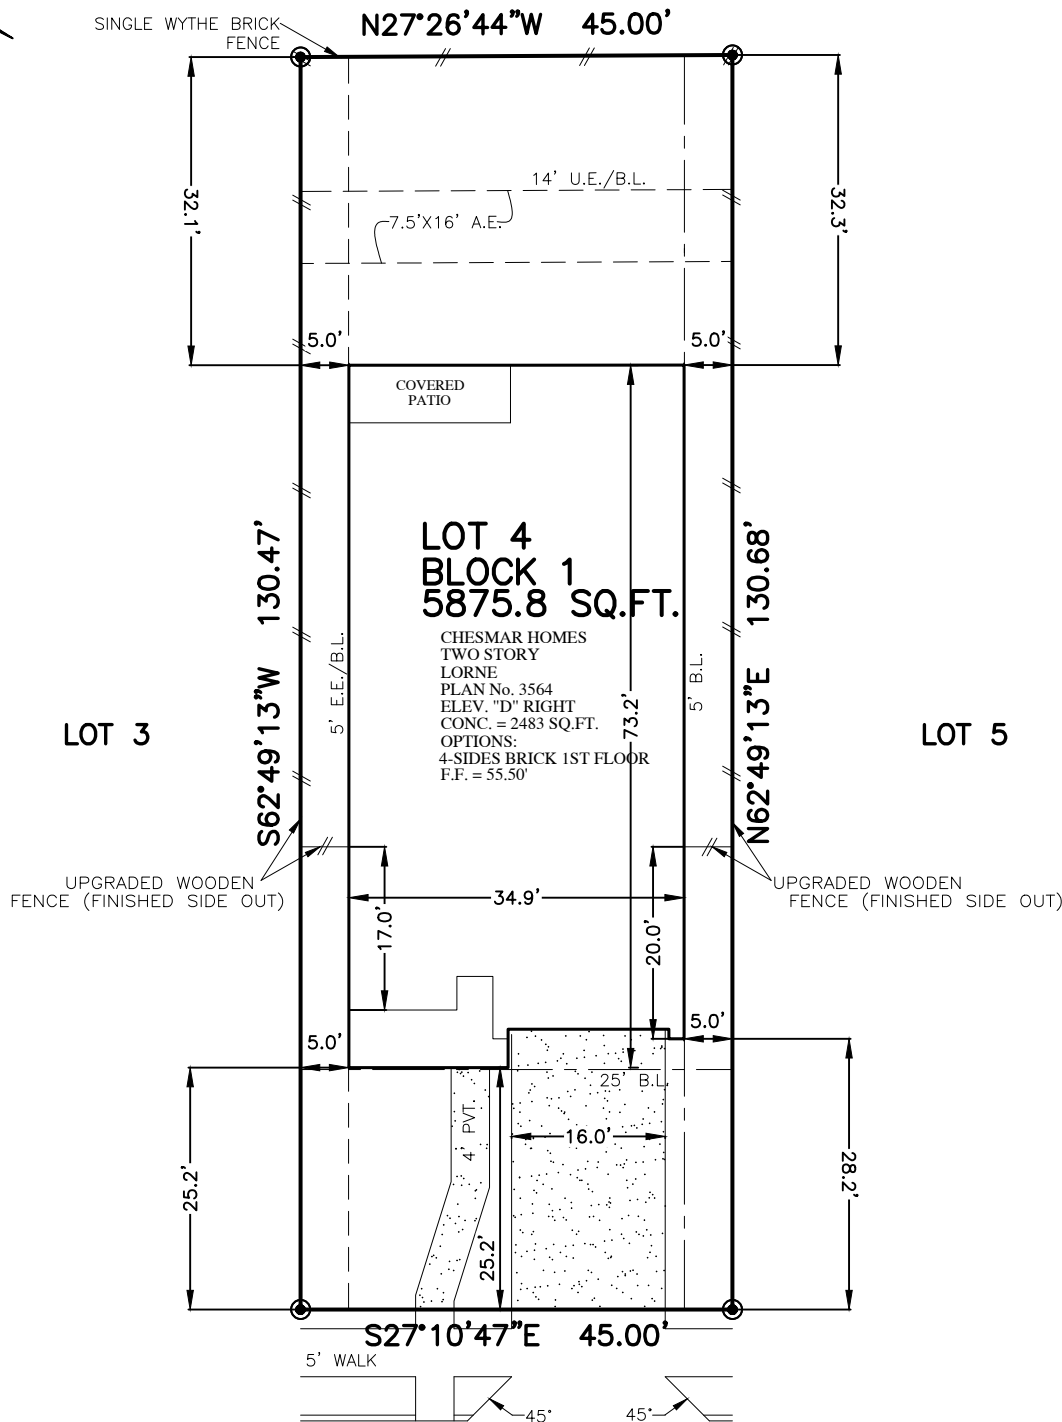 SINGLE WYTHE BRICK
FENCE
N27°26'44"W 45.00'
32.1'
32.3'
14' U.E./B.L.
7.5'X16' A.E.
5.0'
5.0'
COVERED
PATIO
LOT 4
BLOCK 1
5875.8 SQ.FT.
CHESMAR HOMES
TWO STORY
LORNE
PLAN No. 3564
ELEV. "D" RIGHT
CONC. = 2483 SQ.FT.
OPTIONS:
4-SIDES BRICK 1ST FLOOR
F.F. = 55.50'
S62°49'13"W 130.47'
N62°49'13"E 130.68'
5' E.E./B.L.
5' B.L.
73.2'
LOT 3
LOT 5
UPGRADED WOODEN
FENCE (FINISHED SIDE OUT)
UPGRADED WOODEN
FENCE (FINISHED SIDE OUT)
34.9'
17.0'
20.0'
5.0'
5.0'
25' B.L.
4' PVT.
16.0'
25.2'
25.2'
28.2'
S27°10'47"E 45.00'
5' WALK
45°
45°